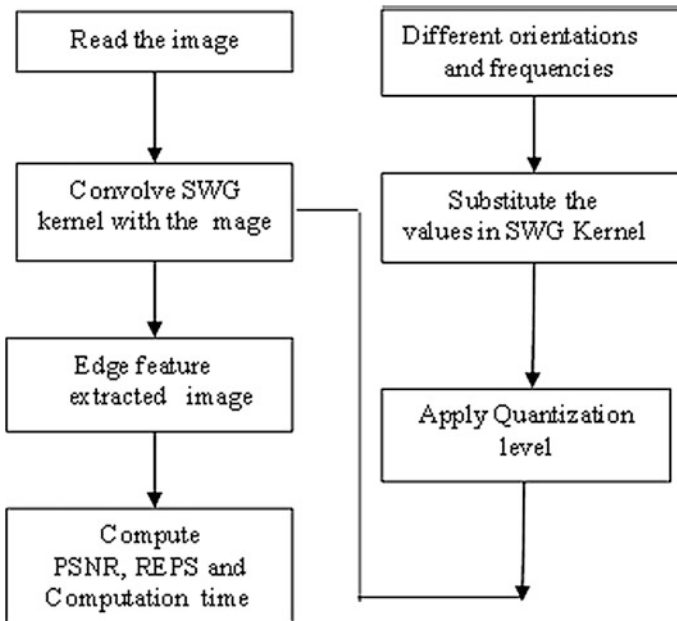 Read the image
Convolve SWG
kernel with the mage
Edge feature
extracted image
Compute
PSNR, REPS and
Computation time
Different orientations
and frequencies
Substitute the
values in SWG Kernel
Apply Quantization
level